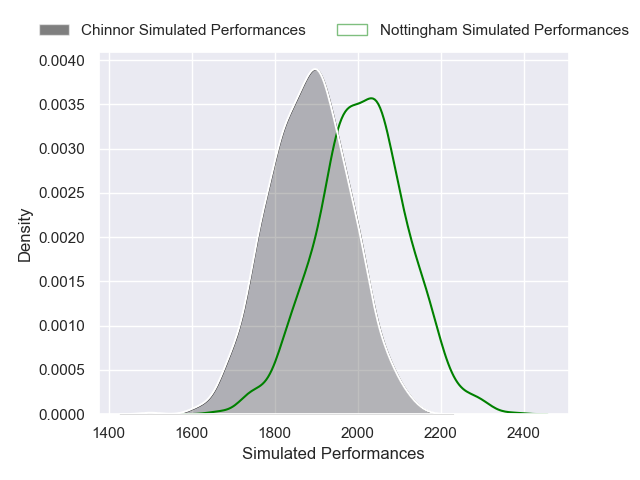 Chinnor Simulated Performances
Nottingham Simulated Performances
0.0040
0.0035
0.0030
0.0025
0.0020
0.0015
0.0010
0.0005
0.0000
Density
1400 1600 1800 2000 2200 2400
Simulated Performances